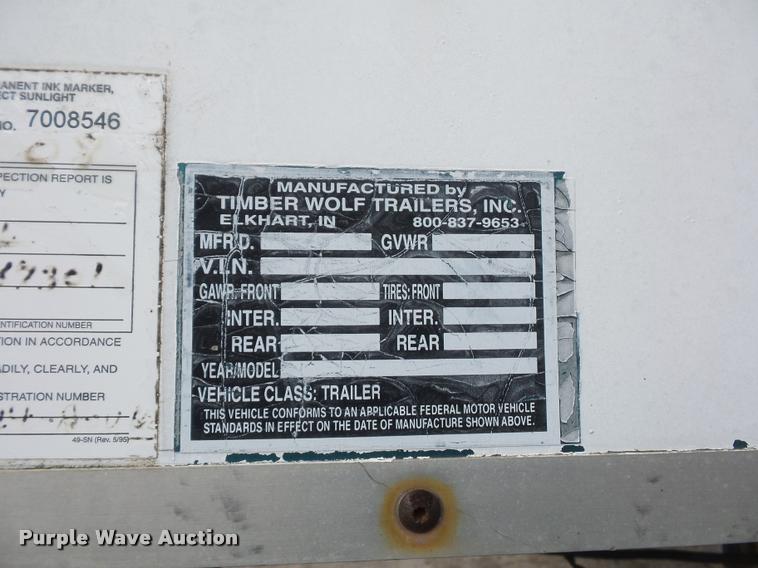 ANENT INK MARKER,
ECT SUNLIGHT
NO. 7008546
PECTION REPORT IS
Y
NTIFICATION NUMBER
ION IN ACCORDANCE
ADILY, CLEARLY, AND
STRATION NUMBER
49-SN (Rev. 5/95)
MANUFACTURED by
TIMBER WOLF TRAILERS, INC.
ELKHART, IN 800-837-9653
MFR'D. GVWR
V.I.N.
GAWR: FRONT TIRES: FRONT
INTER. INTER.
REAR REAR
YEAR/MODEL
VEHICLE CLASS: TRAILER
THIS VEHICLE CONFORMS TO AN APPLICABLE FEDERAL MOTOR VEHICLE
STANDARDS IN EFFECT ON THE DATE OF MANUFACTURE SHOWN ABOVE.
Purple Wave Auction